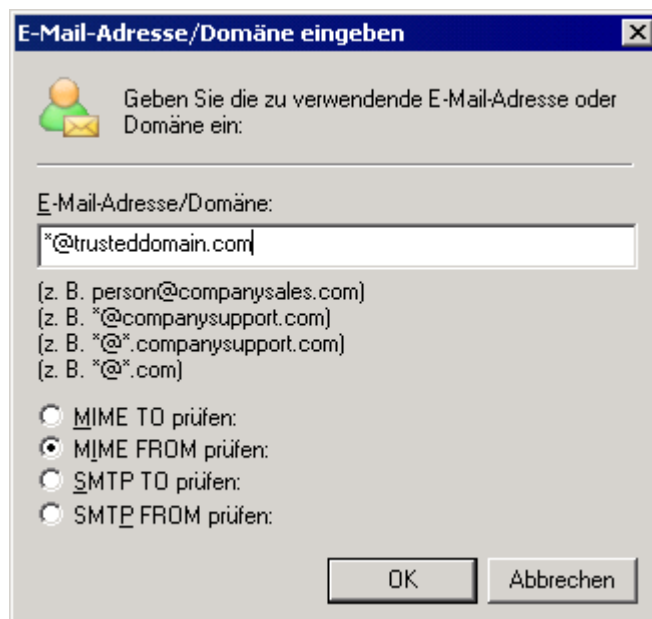 E-Mail-Adresse/Domäne eingeben
Geben Sie die zu verwendende E-Mail-Adresse oder
Domäne ein:
E-Mail-Adresse/Domäne:
*@trusteddomain.com
(z. B. person@companysales.com)
(z. B. *@companysupport.com)
(z. B. *@*.companysupport.com)
(z. B. *@*.com)
MIME TO prüfen:
MIME FROM prüfen:
SMTP TO prüfen:
SMTP FROM prüfen:
OK Abbrechen